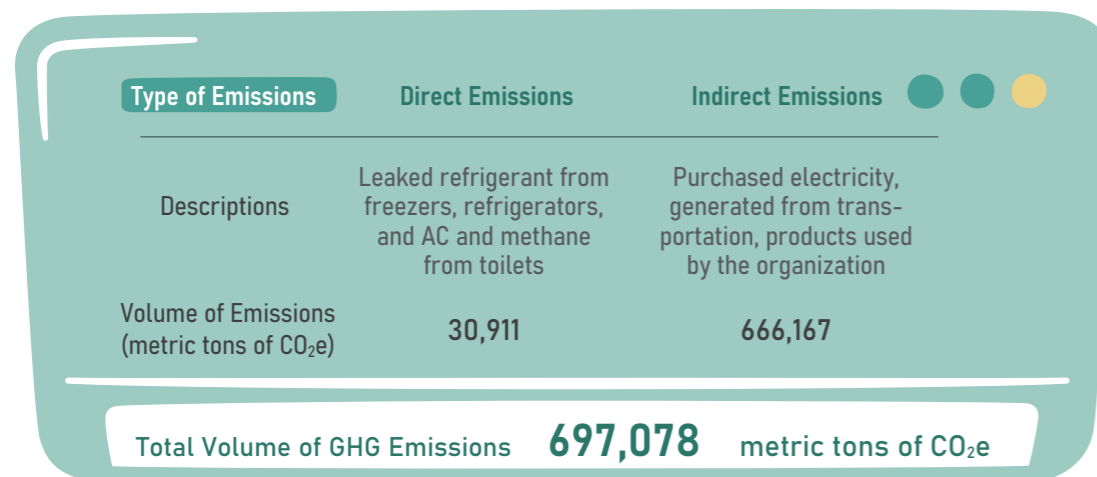 Type of Emissions Direct Emissions Indirect Emissions
Descriptions
Leaked refrigerant from
freezers, refrigerators,
and AC and methane
from toilets
Purchased electricity,
generated from trans-
portation, products used
by the organization
Volume of Emissions
(metric tons of CO₂e)
30,911
666,167
Total Volume of GHG Emissions 697,078 metric tons of CO₂e